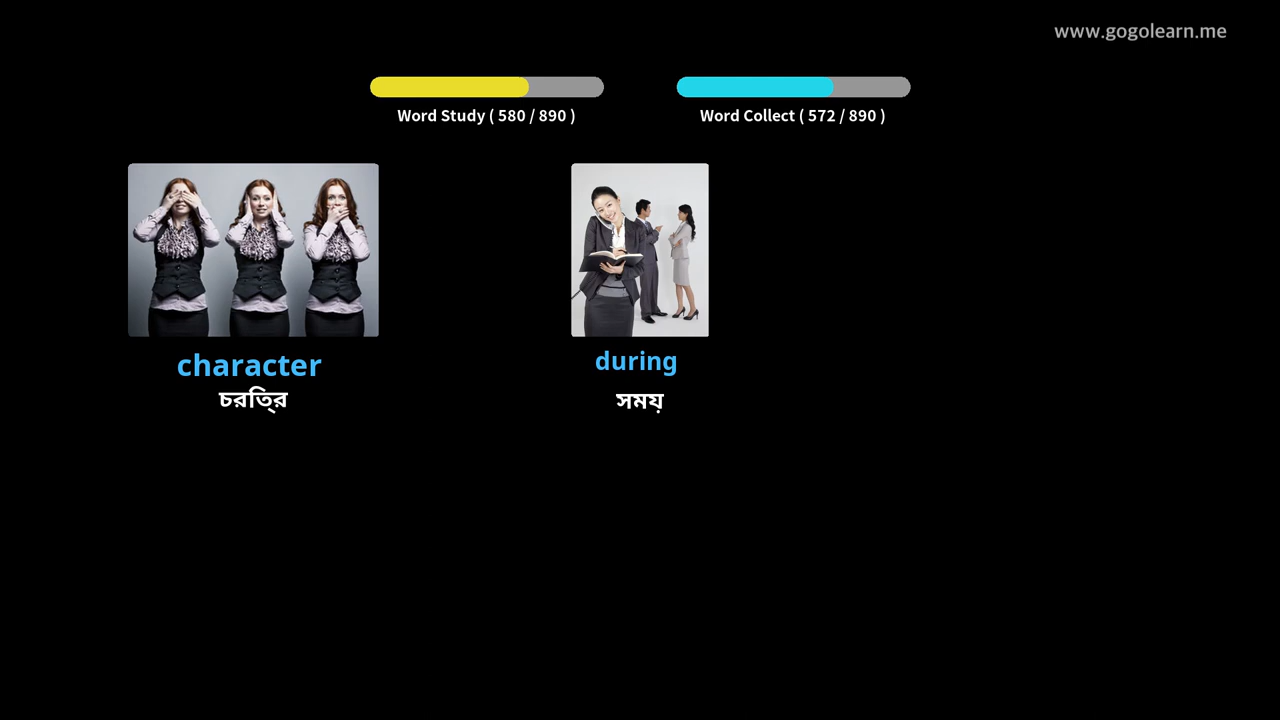 www.gogolearn.me
Word Study ( 580 / 890 )
Word Collect ( 572 / 890 )
character
চরিত্র
during
সময়